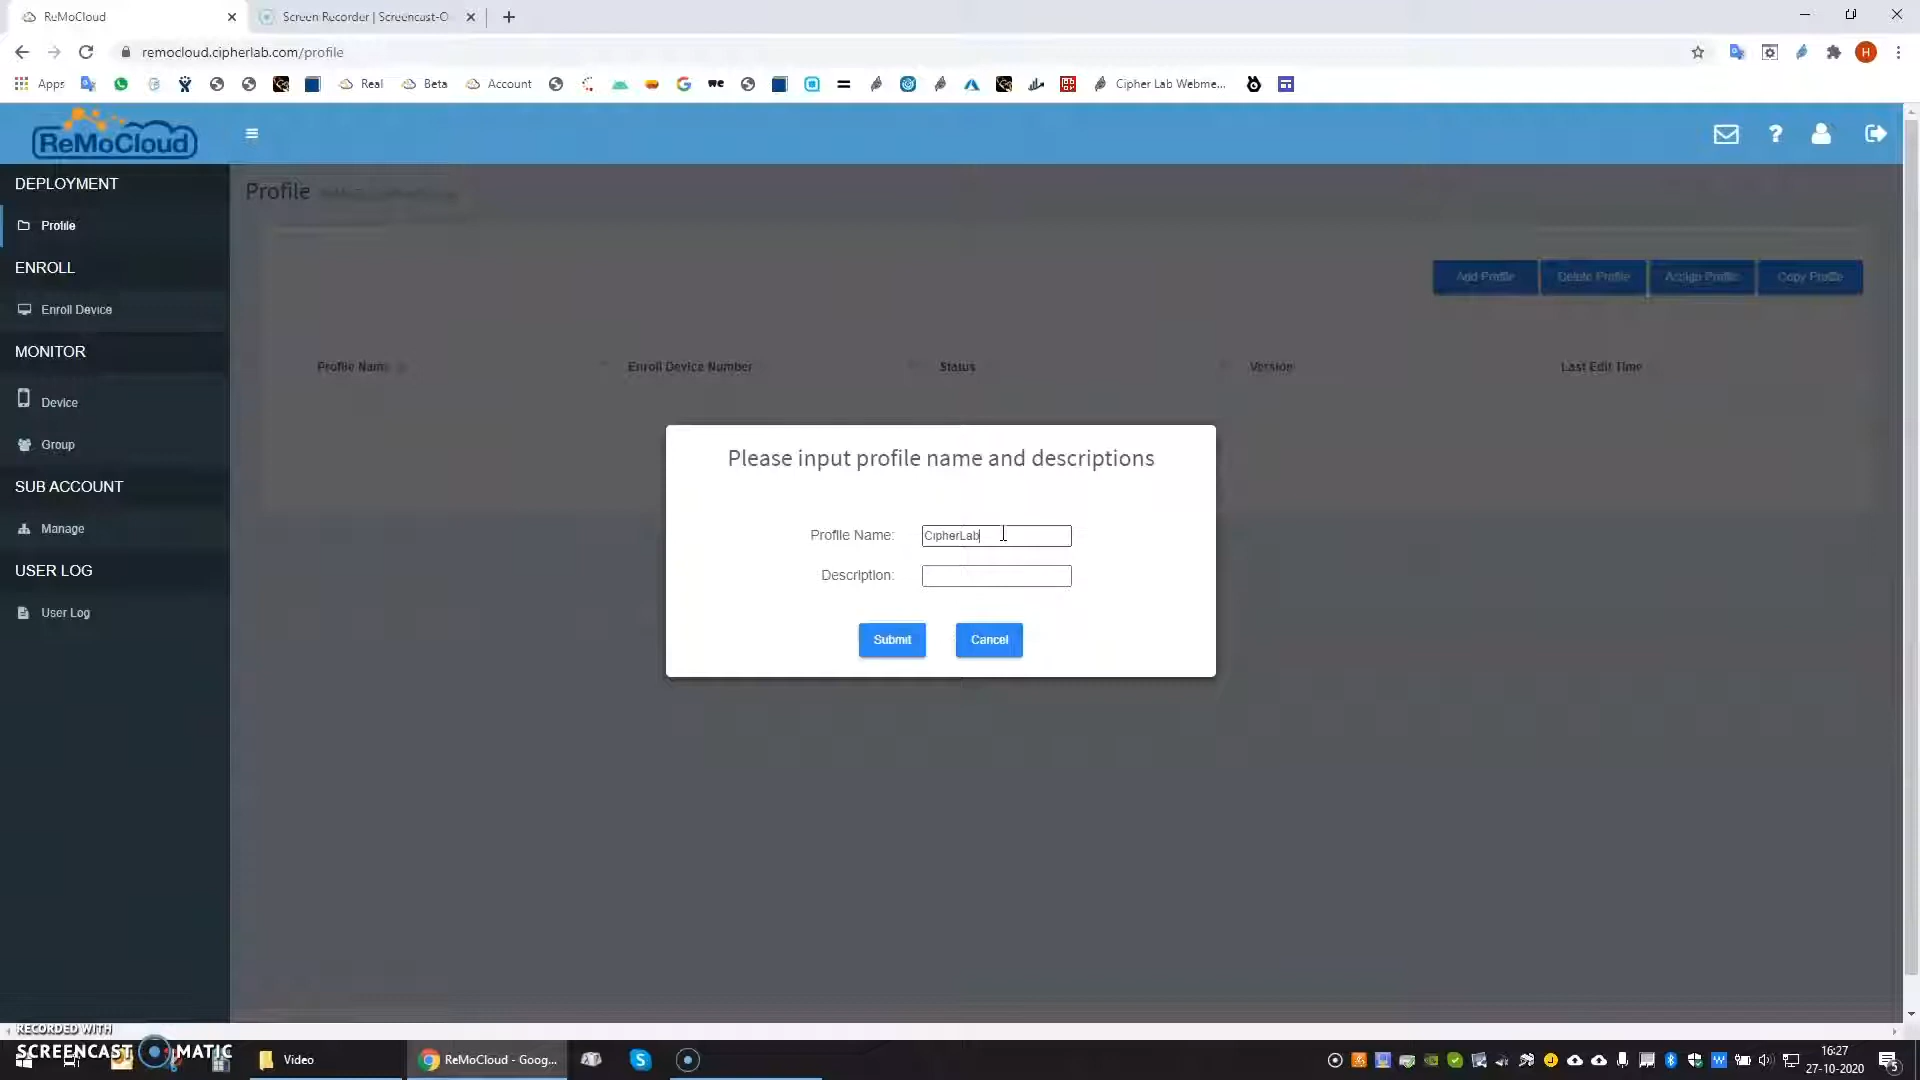 ReMoCloud
Screen Recorder | Screencast-O
remocloud.cipherlab.com/profile
H
Apps
Real
Beta
Account
we
Cipher Lab Webme...
ReMoCloud
DEPLOYMENT
Profile
ENROLL
Enroll Device
MONITOR
Device
Group
SUB ACCOUNT
Manage
USER LOG
User Log
Profile
Add Profile
Delete Profile
Assign Profile
Copy Profile
Profile Name
Enroll Device Number
Status
Version
Last Edit Time
Please input profile name and descriptions
Profile Name:
CipherLab
Description:
Submit
Cancel
RECORDED WITH
SCREENCAST MATIC
Video
ReMoCloud - Goog...
16:27
27-10-2020
5